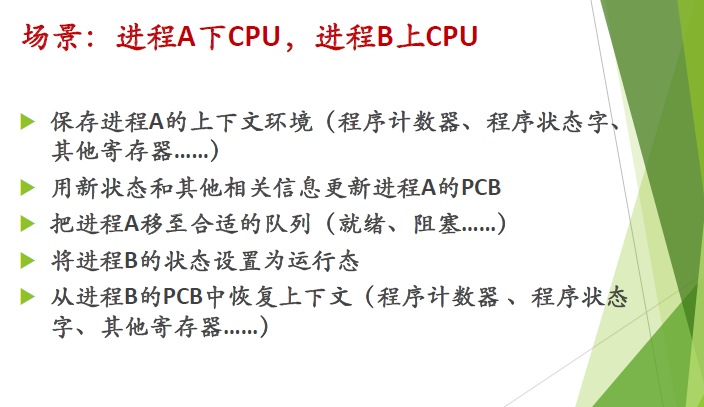 场景：进程A下CPU，进程B上CPU
保存进程A的上下文环境（程序计数器、程序状态字、
其他寄存器……）
用新状态和其他相关信息更新进程A的PCB
把进程A移至合适的队列（就绪、阻塞……）
将进程B的状态设置为运行态
从进程B的PCB中恢复上下文（程序计数器 、程序状态
字、其他寄存器……）